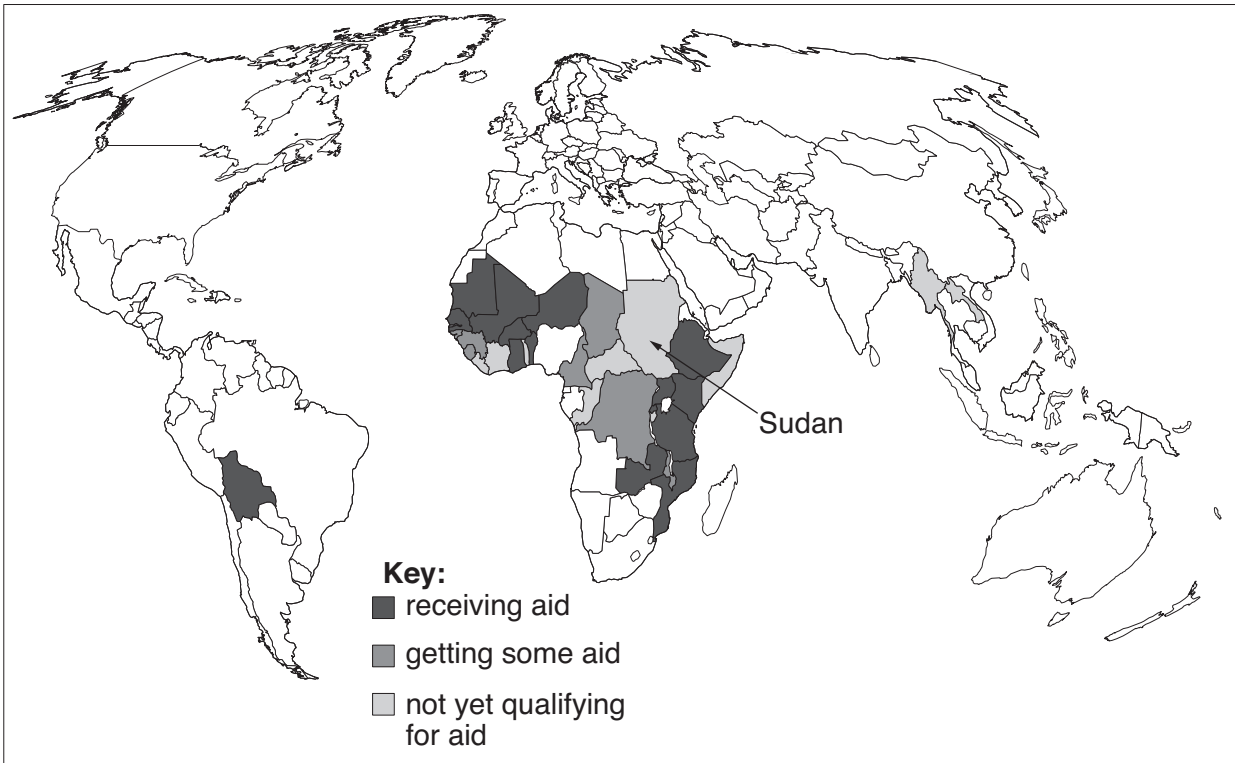 Sudan
Key:
receiving aid
getting some aid
not yet qualifying
for aid